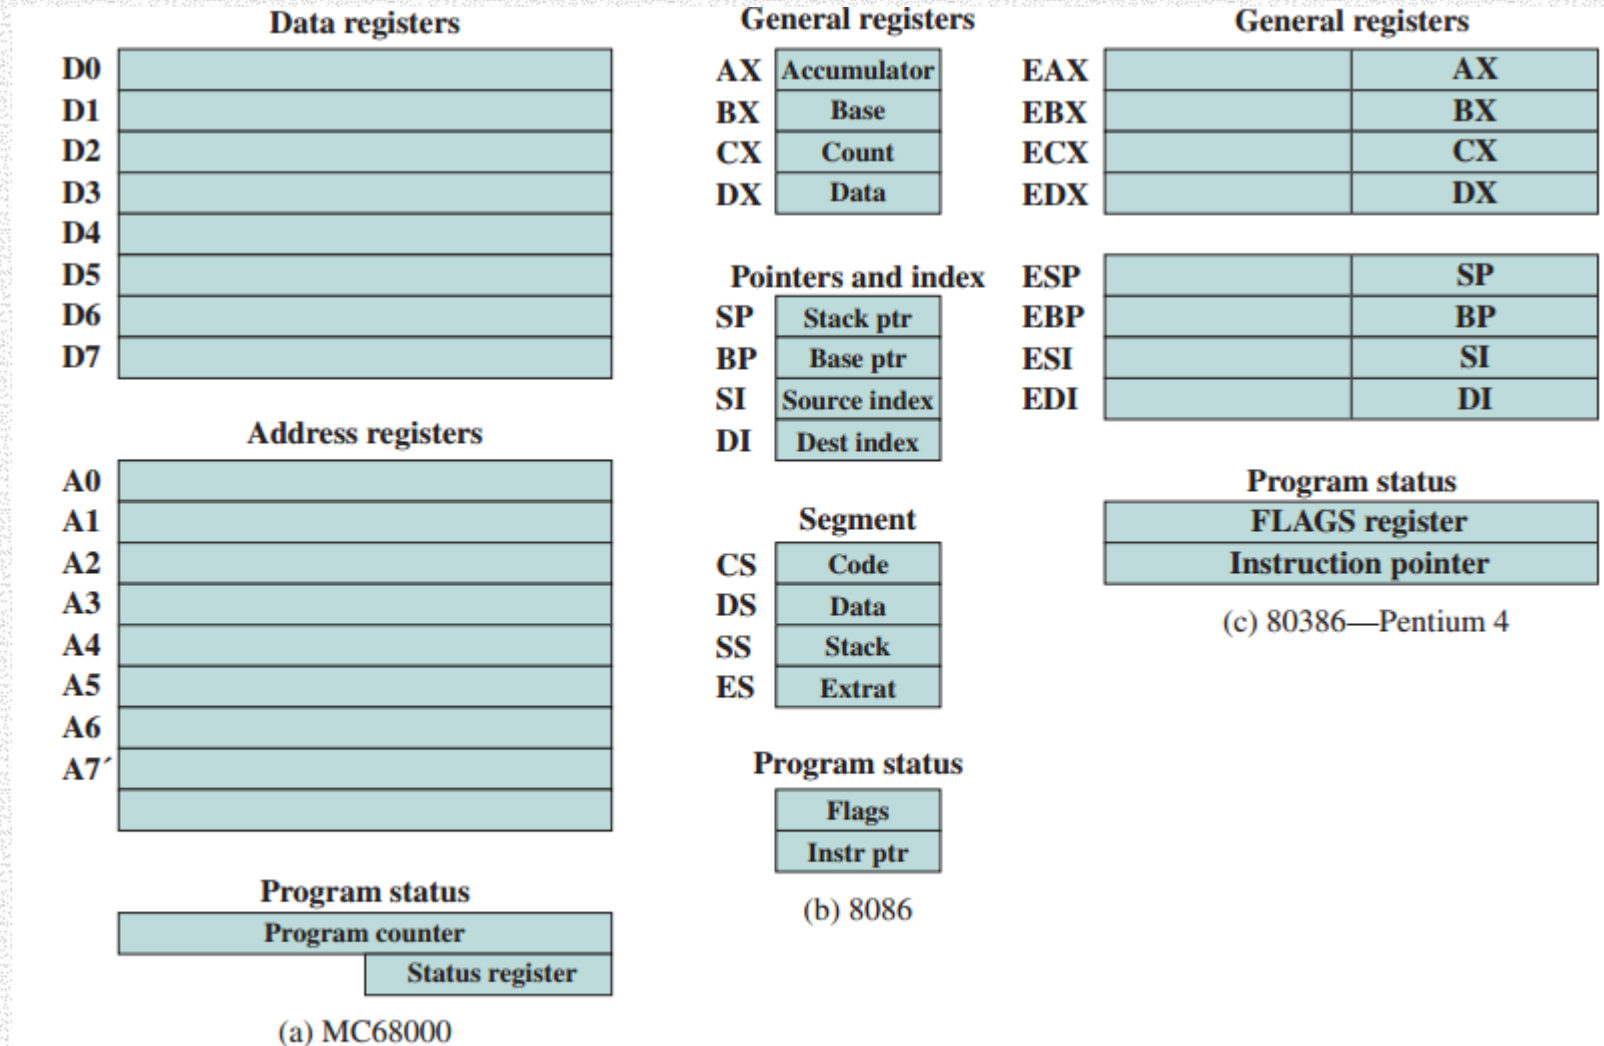 Data registers
D0
D1
D2
D3
D4
D5
D6
D7
Address registers
A0
A1
A2
A3
A4
A5
A6
A7´
Program status
Program counter
Status register
(a) MC68000
General registers
AX Accumulator
BX Base
CX Count
DX Data
Pointers and index
SP Stack ptr
BP Base ptr
SI Source index
DI Dest index
Segment
CS Code
DS Data
SS Stack
ES Extrat
Program status
Flags
Instr ptr
(b) 8086
General registers
EAX AX
EBX BX
ECX CX
EDX DX
ESP SP
EBP BP
ESI SI
EDI DI
Program status
FLAGS register
Instruction pointer
(c) 80386—Pentium 4